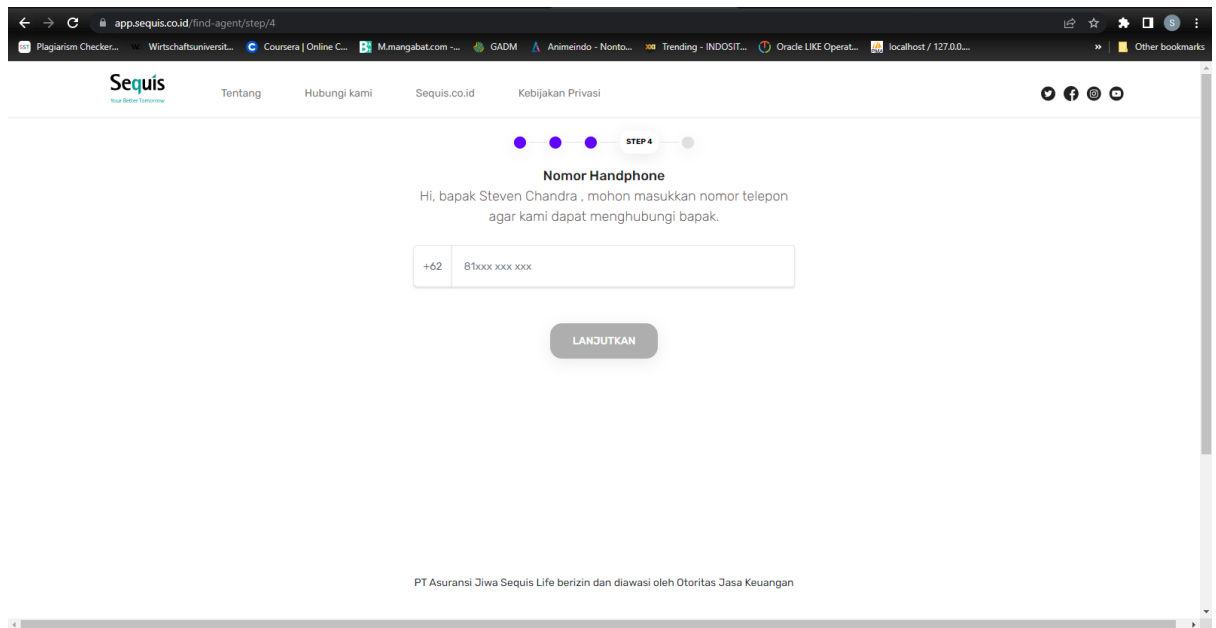 app.sequis.co.id/find-agent/step/4
S
SST Plagiarism Checker... W Wirtschaftsuniversit... C Coursera | Online C... M.mangabat.com -... GADM Animeindo - Nonto... Trending - INDOSIT... Oracle LIKE Operat... localhost / 127.0.0.... » Other bookmarks
Sequis
Your Better Tomorrow
Tentang Hubungi kami Sequis.co.id Kebijakan Privasi
STEP 4
Nomor Handphone
Hi, bapak Steven Chandra , mohon masukkan nomor telepon
agar kami dapat menghubungi bapak.
+62 81xxx xxx xxx
LANJUTKAN
PT Asuransi Jiwa Sequis Life berizin dan diawasi oleh Otoritas Jasa Keuangan